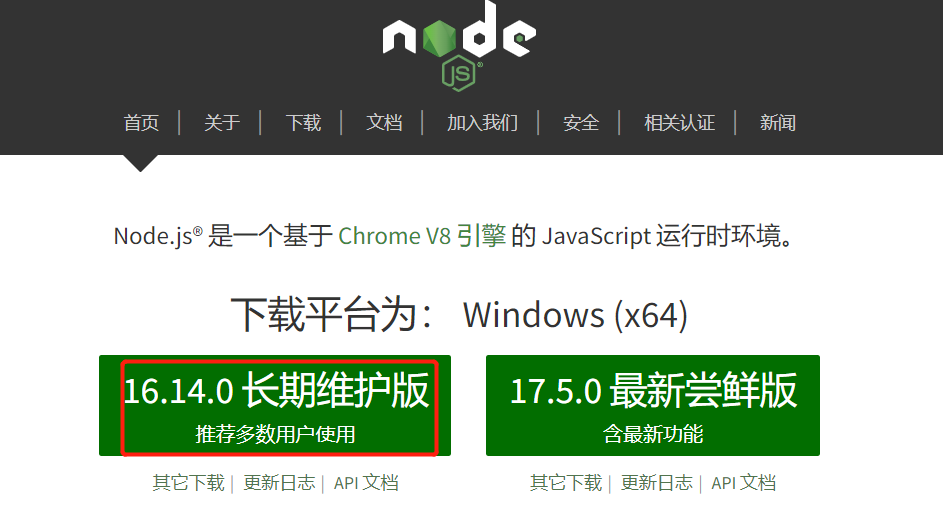 node
JS®
首页 | 关于 | 下载 | 文档 | 加入我们 | 安全 | 相关认证 | 新闻
Node.js® 是一个基于 Chrome V8 引擎 的 JavaScript 运行时环境。
下载平台为： Windows (x64)
16.14.0 长期维护版
推荐多数用户使用
17.5.0 最新尝鲜版
含最新功能
其它下载 | 更新日志 | API 文档
其它下载 | 更新日志 | API 文档